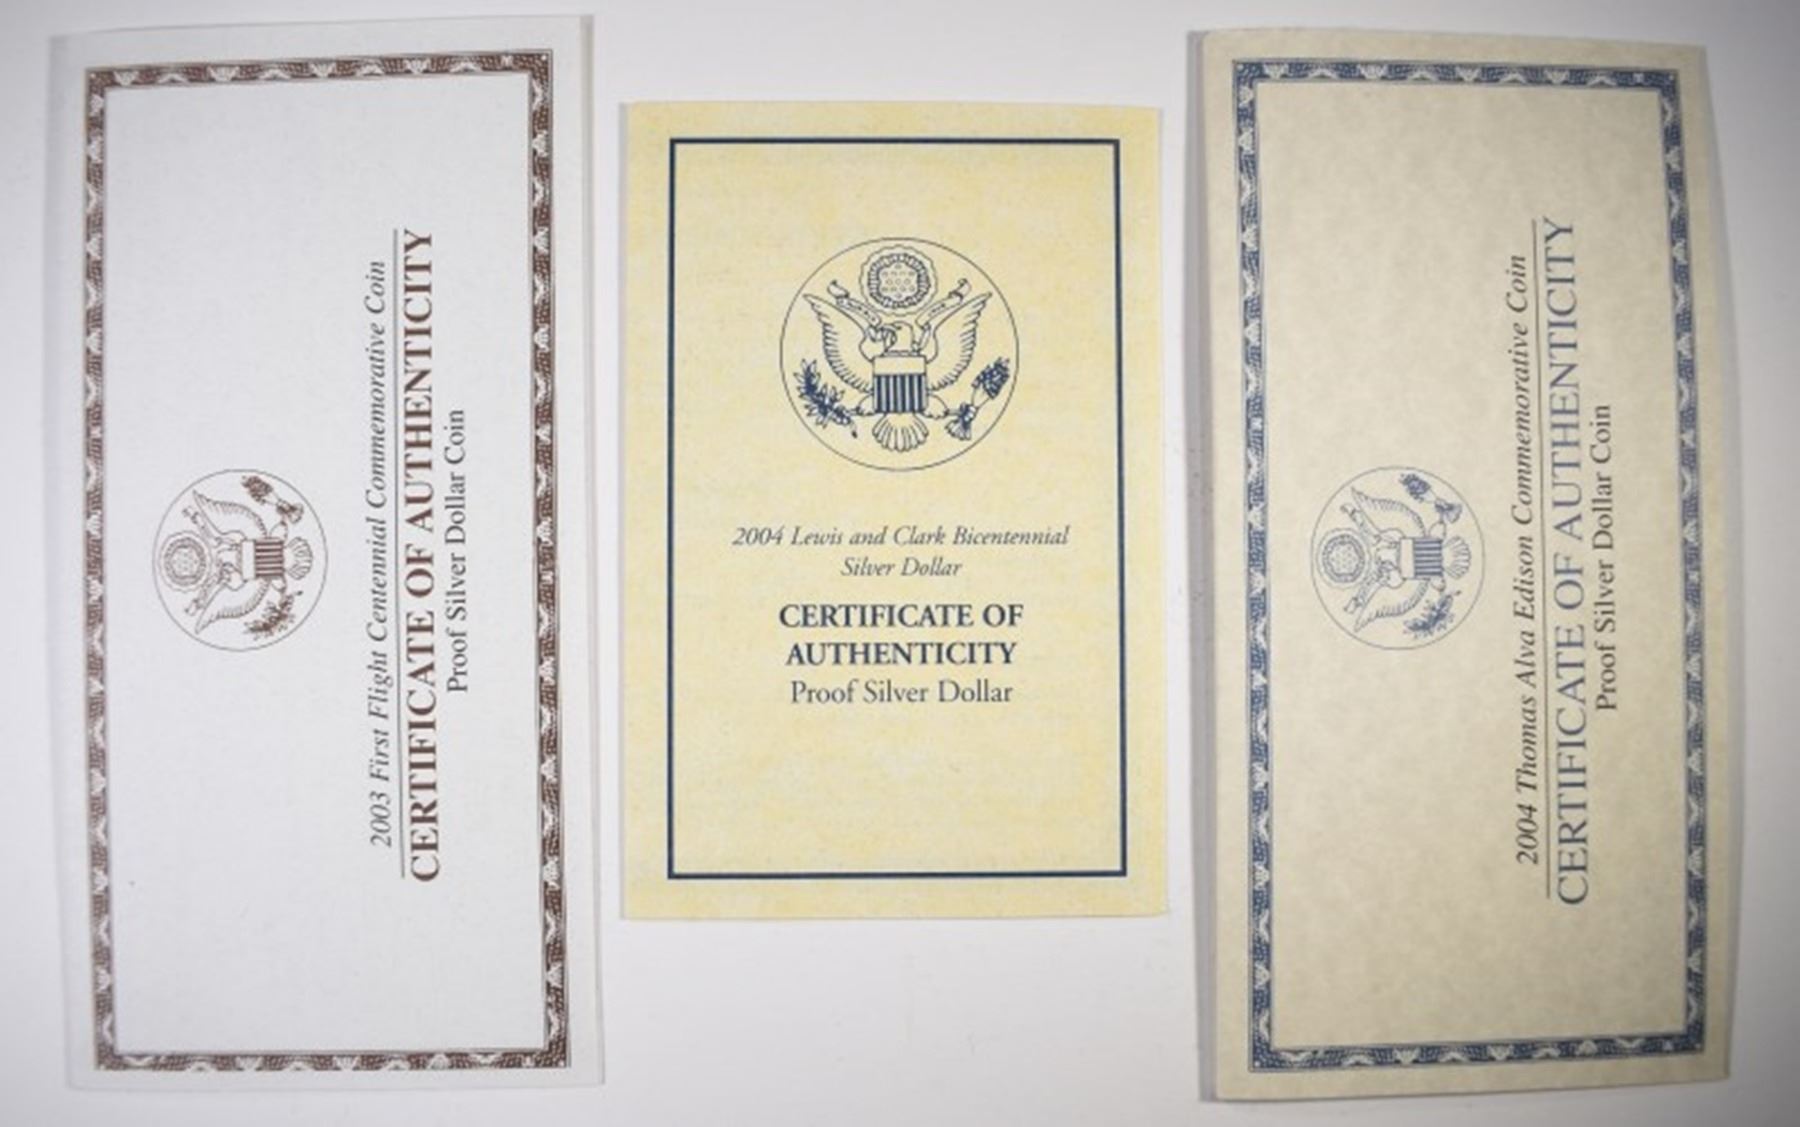 2003 First Flight Centennial Commemorative Coin
CERTIFICATE OF AUTHENTICITY
Proof Silver Dollar Coin
2004 Lewis and Clark Bicentennial
Silver Dollar
CERTIFICATE OF
AUTHENTICITY
Proof Silver Dollar
2004 Thomas Alva Edison Commemorative Coin
CERTIFICATE OF AUTHENTICITY
Proof Silver Dollar Coin